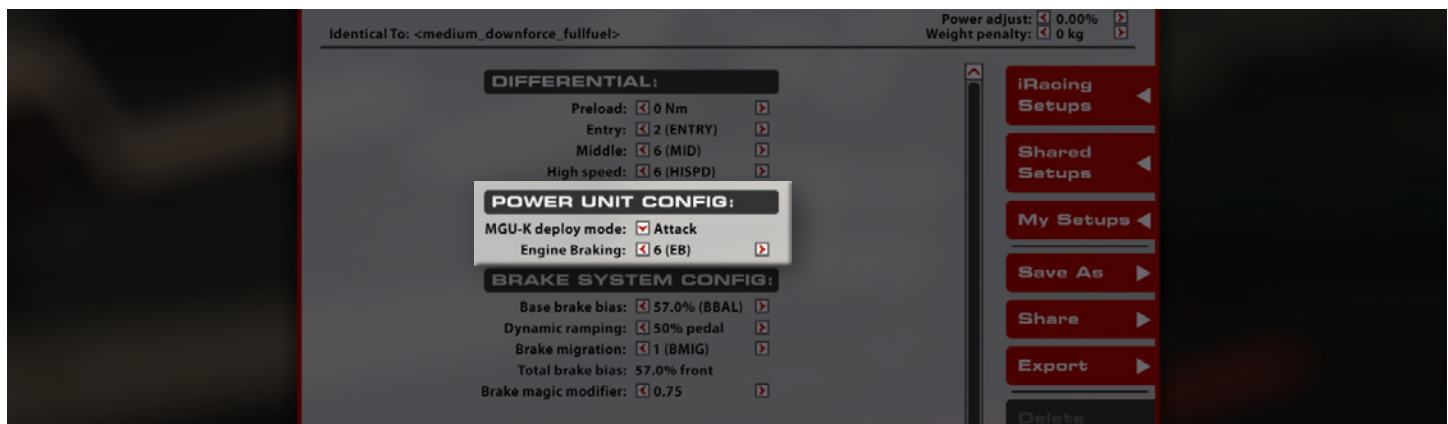 Power adjust: 0.00%
Identical To: <medium_downforce_fullfuel>
Weight penalty: 0 kg
DIFFERENTIAL:
Preload: 0 Nm
Entry: 2 (ENTRY)
Middle: 6 (MID)
High speed: 6 (HISPD)
POWER UNIT CONFIG:
MGU-K deploy mode: Attack
Engine Braking: 6 (EB)
BRAKE SYSTEM CONFIG:
Base brake bias: 57.0% (BBAL)
Dynamic ramping: 50% pedal
Brake migration: 1 (BMIG)
Total brake bias: 57.0% front
Brake magic modifier: 0.75
iRacing
Setups
Shared
Setups
My Setups
Save As
Share
Export
Delete